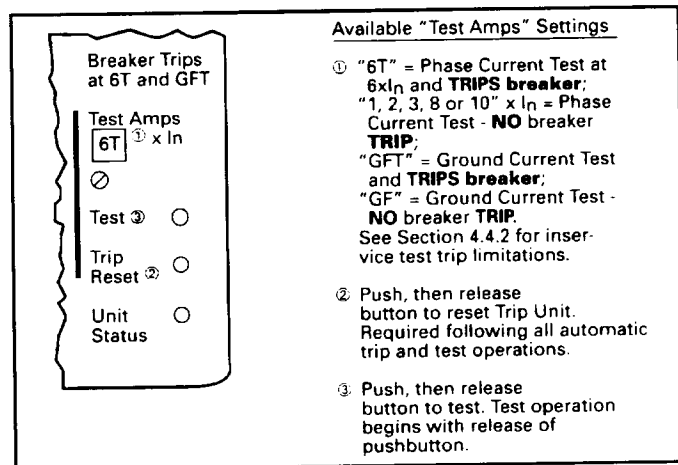 Breaker Trips
at 6T and GFT
Test Amps
6T ① x In
Test ③
Trip
Reset ②
Unit
Status
Available "Test Amps" Settings
① "6T" = Phase Current Test at
6xIn and TRIPS breaker;
"1, 2, 3, 8 or 10" x In = Phase
Current Test - NO breaker
TRIP;
"GFT" = Ground Current Test
and TRIPS breaker;
"GF" = Ground Current Test -
NO breaker TRIP.
See Section 4.4.2 for inser-
vice test trip limitations.
② Push, then release
button to reset Trip Unit.
Required following all automatic
trip and test operations.
③ Push, then release
button to test. Test operation
begins with release of
pushbutton.